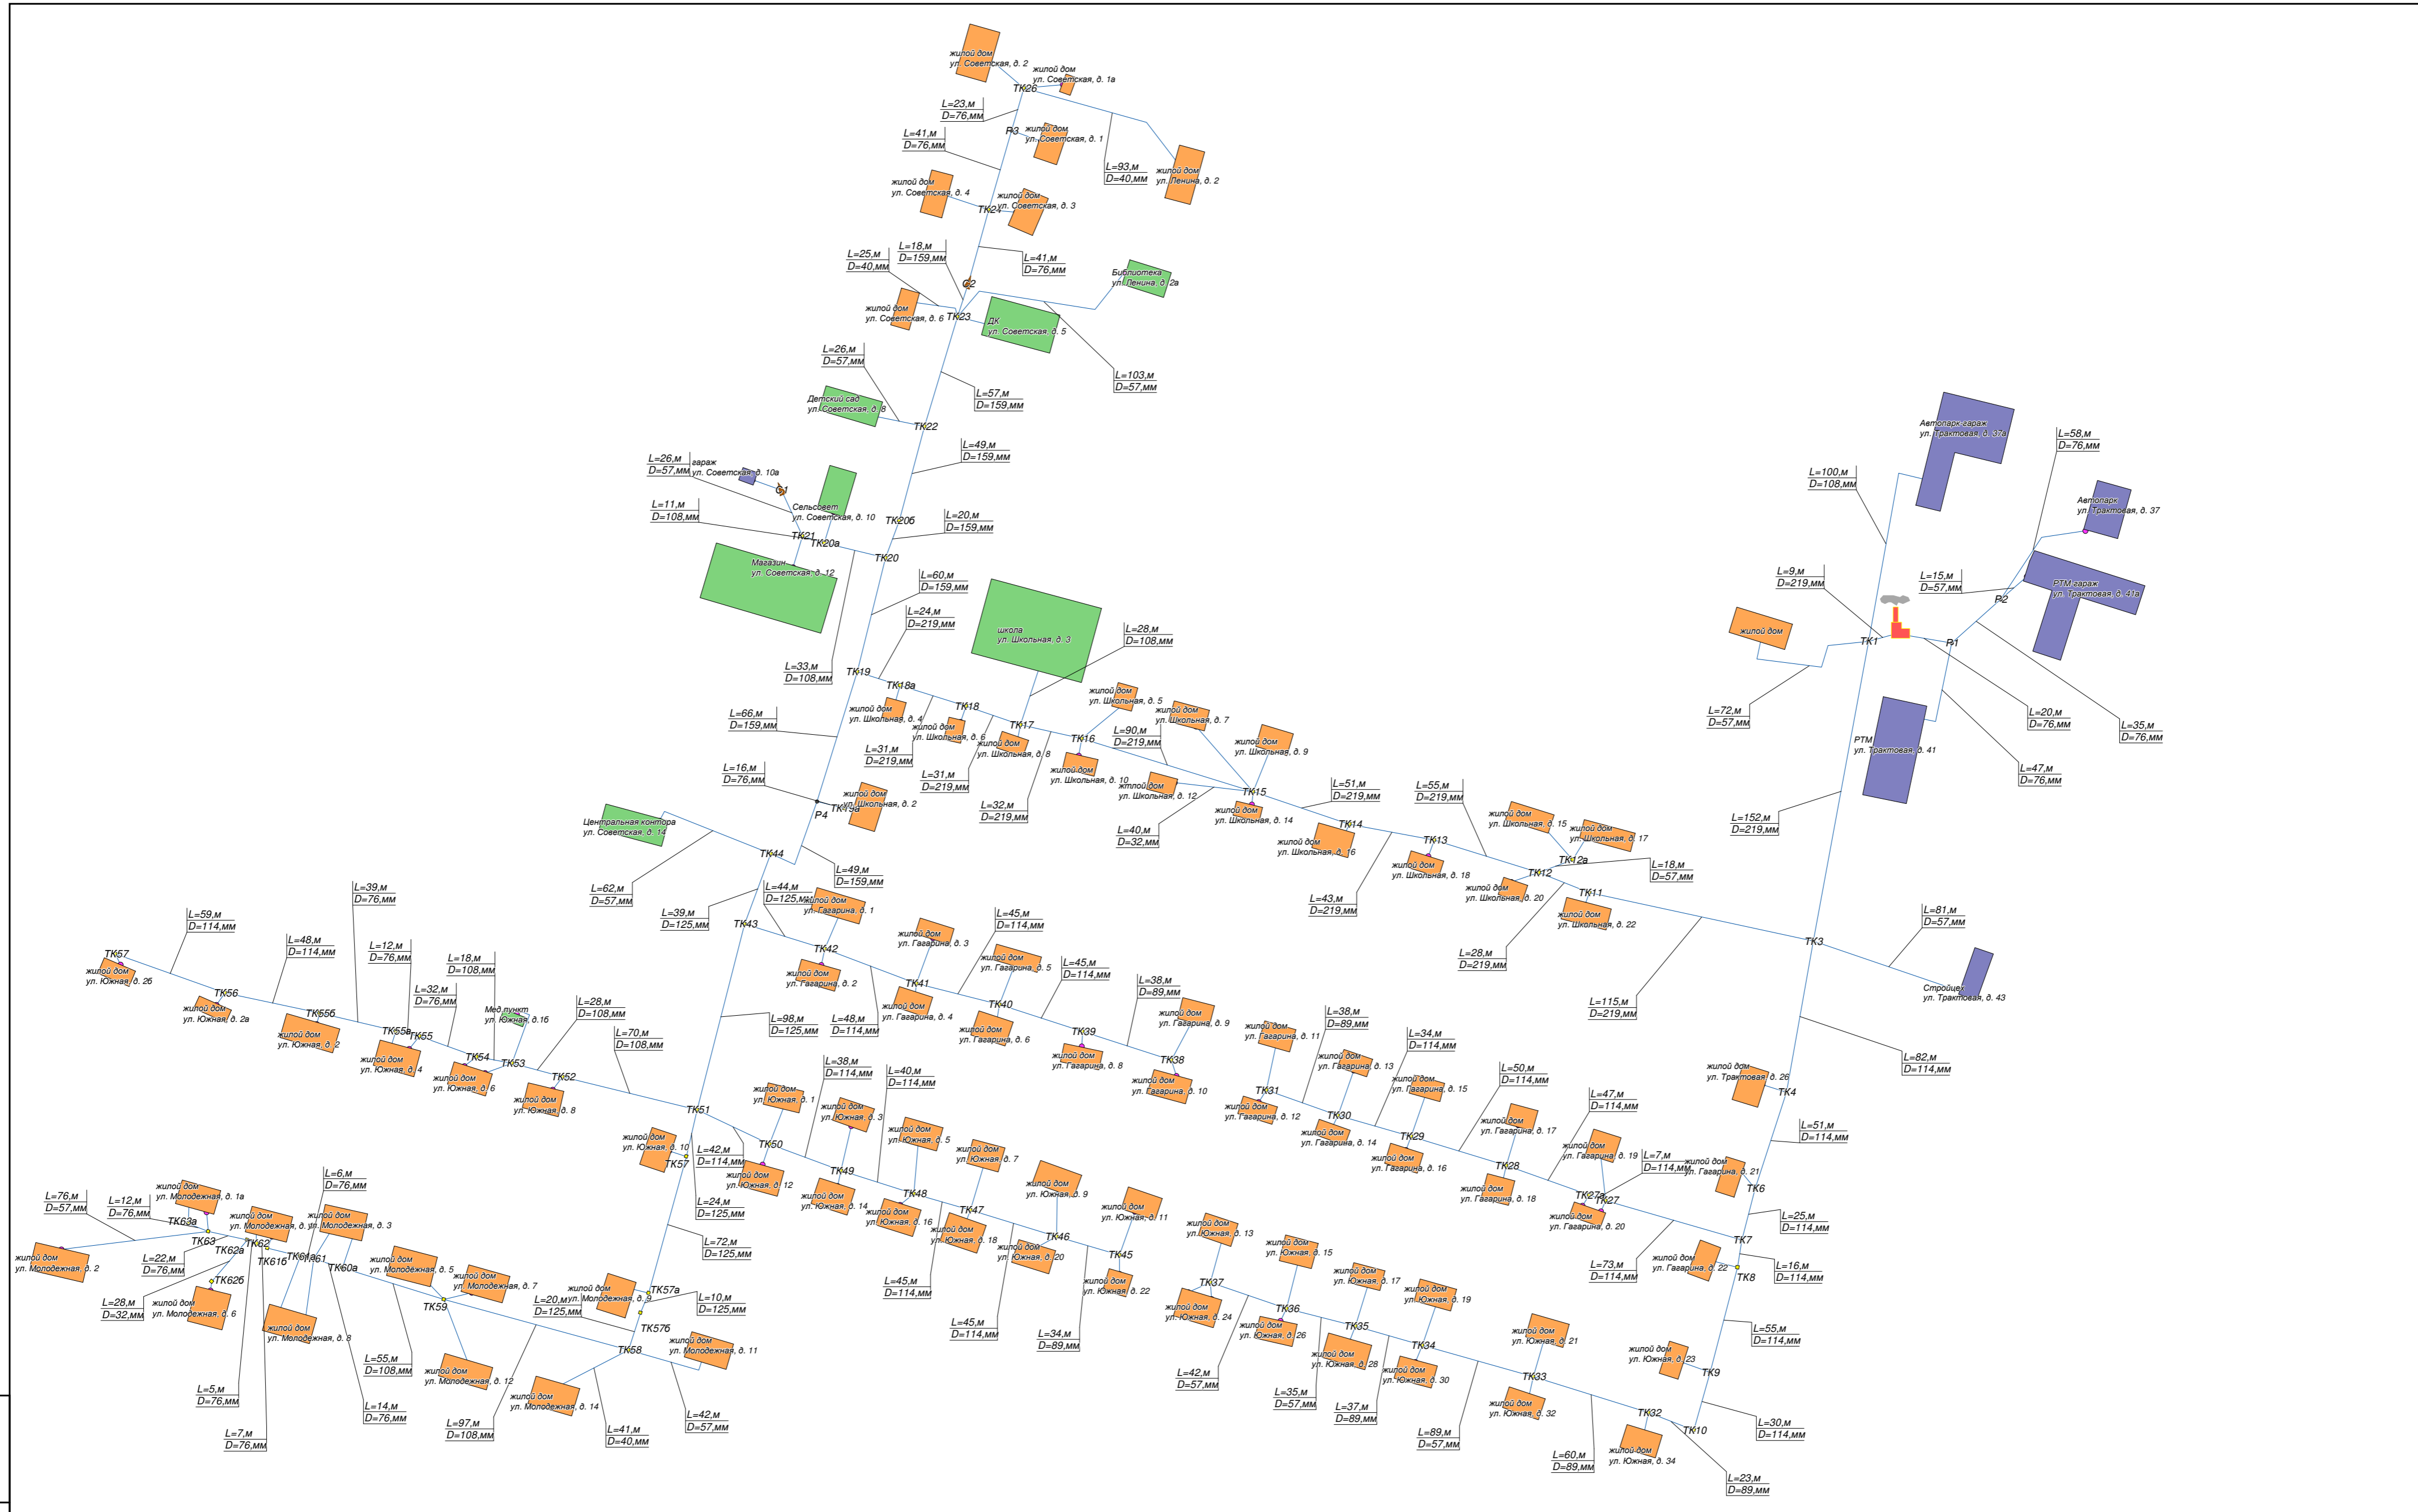 жилой дом
ул. Советская, д. 2
жилой дом
ул. Советская, д. 1а
ТК26
L=23,м
D=76,мм
Р3
жилой дом
ул. Советская, д. 1
L=41,м
D=76,мм
L=93,м
D=40,мм
жилой дом
ул. Ленина, д. 2
жилой дом
ул. Советская, д. 4
ТК24
жилой дом
ул. Советская, д. 3
L=25,м
D=40,мм
L=18,м
D=159,мм
L=41,м
D=76,мм
Библиотека
ул. Ленина, д. 2а
С2
жилой дом
ул. Советская, д. 6
ТК23
ДК
ул. Советская, д. 5
L=26,м
D=57,мм
L=103,м
D=57,мм
L=57,м
D=159,мм
Детский сад
ул. Советская, д. 8
ТК22
L=49,м
D=159,мм
L=26,м
D=57,мм
гараж
ул. Советская, д. 10а
С1
L=11,м
D=108,мм
Сельсовет
ул. Советская, д. 10
ТК20б
L=20,м
D=159,мм
ТК21
ТК20а
ТК20
Магазин
ул. Советская, д. 12
L=60,м
D=159,мм
L=24,м
D=219,мм
школа
ул. Школьная, д. 3
L=28,м
D=108,мм
L=33,м
D=108,мм
ТК19
ТК18а
Автопарк-гараж
ул. Трактовая, д. 37а
L=58,м
D=76,мм
L=100,м
D=108,мм
Автопарк
ул. Трактовая, д. 37
L=9,м
D=219,мм
L=15,м
D=57,мм
РТМ-гараж
ул. Трактовая, д. 41а
Р2
жилой дом
ТК1
Р1
L=72,м
D=57,мм
L=20,м
D=76,мм
L=35,м
D=76,мм
РТМ
ул. Трактовая, д. 41
L=47,м
D=76,мм
L=152,м
D=219,мм
L=66,м
D=159,мм
жилой дом
ул. Школьная, д. 4
ТК18
жилой дом
ул. Школьная, д. 6
ТК17
жилой дом
ул. Школьная, д. 8
жилой дом
ул. Школьная, д. 5
жилой дом
ул. Школьная, д. 7
ТК16
L=90,м
D=219,мм
жилой дом
ул. Школьная, д. 9
L=31,м
D=219,мм
L=31,м
D=219,мм
L=32,м
D=219,мм
жилой дом
ул. Школьная, д. 10
жтлой дом
ул. Школьная, д. 12
ТК15
жилой дом
ул. Школьная, д. 14
L=16,м
D=76,мм
жилой дом
ул. Школьная, д. 2
ТК19а
Р4
L=40,м
D=32,мм
L=51,м
D=219,мм
L=55,м
D=219,мм
ТК14
жилой дом
ул. Школьная, д. 16
ТК13
жилой дом
ул. Школьная, д. 18
жилой дом
ул. Школьная, д. 15
жилой дом
ул. Школьная, д. 17
ТК12а
ТК12
L=18,м
D=57,мм
жилой дом
ул. Школьная, д. 20
ТК11
жилой дом
ул. Школьная, д. 22
L=43,м
D=219,мм
L=28,м
D=219,мм
L=115,м
D=219,мм
ТК3
L=81,м
D=57,мм
Стройцех
ул. Трактовая, д. 43
L=82,м
D=114,мм
Центральная контора
ул. Советская, д. 14
ТК44
L=49,м
D=159,мм
L=62,м
D=57,мм
L=39,м
D=125,мм
L=44,м
D=125,мм
жилой дом
ул. Гагарина, д. 1
ТК43
ТК42
жилой дом
ул. Гагарина, д. 2
жилой дом
ул. Гагарина, д. 3
ТК41
жилой дом
ул. Гагарина, д. 4
L=45,м
D=114,мм
жилой дом
ул. Гагарина, д. 5
ТК40
жилой дом
ул. Гагарина, д. 6
L=45,м
D=114,мм
L=38,м
D=89,мм
жилой дом
ул. Гагарина, д. 9
ТК39
жилой дом
ул. Гагарина, д. 8
ТК38
жилой дом
ул. Гагарина, д. 10
L=98,м
D=125,мм
L=48,м
D=114,мм
L=39,м
D=76,мм
L=59,м
D=114,мм
L=48,м
D=114,мм
L=12,м
D=76,мм
L=18,м
D=108,мм
ТК57
жилой дом
ул. Южная, д. 2б
ТК56
жилой дом
ул. Южная, д. 2а
ТК55б
жилой дом
ул. Южная, д. 2
L=32,м
D=76,мм
Мед.пункт
ул. Южная, д.1б
L=28,м
D=108,мм
L=70,м
D=108,мм
ТК55а
ТК55
жилой дом
ул. Южная, д. 4
ТК54
ТК53
жилой дом
ул. Южная, д. 6
ТК52
жилой дом
ул. Южная, д. 8
ТК51
жилой дом
ул. Гагарина, д. 11
L=38,м
D=89,мм
L=34,м
D=114,мм
жилой дом
ул. Гагарина, д. 13
ТК31
жилой дом
ул. Гагарина, д. 12
ТК30
жилой дом
ул. Гагарина, д. 14
жилой дом
ул. Гагарина, д. 15
L=50,м
D=114,мм
ТК29
жилой дом
ул. Гагарина, д. 16
жилой дом
ул. Гагарина, д. 17
L=47,м
D=114,мм
ТК28
жилой дом
ул. Гагарина, д. 18
жилой дом
ул. Гагарина, д. 19
L=7,м
D=114,мм
ТК27а
ТК27
жилой дом
ул. Гагарина, д. 20
жилой дом
ул. Трактовая, д. 26
ТК4
L=51,м
D=114,мм
жилой дом
ул. Гагарина, д. 21
ТК6
L=25,м
D=114,мм
ТК7
жилой дом
ул. Гагарина, д. 22
L=73,м
D=114,мм
ТК8
L=16,м
D=114,мм
L=55,м
D=114,мм
жилой дом
ул. Южная, д. 1
L=38,м
D=114,мм
L=40,м
D=114,мм
жилой дом
ул. Южная, д. 3
жилой дом
ул. Южная, д. 5
жилой дом
ул. Южная, д. 10
ТК57
L=42,м
D=114,мм
ТК50
жилой дом
ул. Южная, д. 12
ТК49
жилой дом
ул. Южная, д. 14
жилой дом
ул. Южная, д. 7
ТК48
жилой дом
ул. Южная, д. 16
ТК47
жилой дом
ул. Южная, д. 18
жилой дом
ул. Южная, д. 9
ТК46
жилой дом
ул. Южная, д. 20
жилой дом
ул. Южная, д. 11
ТК45
жилой дом
ул. Южная, д. 22
L=24,м
D=125,мм
L=72,м
D=125,мм
L=45,м
D=114,мм
L=45,м
D=114,мм
L=34,м
D=89,мм
жилой дом
ул. Южная, д. 13
ТК37
жилой дом
ул. Южная, д. 24
жилой дом
ул. Южная, д. 15
ТК36
жилой дом
ул. Южная, д. 26
жилой дом
ул. Южная, д. 17
ТК35
жилой дом
ул. Южная, д. 28
жилой дом
ул. Южная, д. 19
ТК34
жилой дом
ул. Южная, д. 30
жилой дом
ул. Южная, д. 21
ТК33
жилой дом
ул. Южная, д. 32
жилой дом
ул. Южная, д. 23
ТК9
ТК32
ТК10
жилой дом
ул. Южная, д. 34
L=42,м
D=57,мм
L=35,м
D=57,мм
L=37,м
D=89,мм
L=89,м
D=57,мм
L=60,м
D=89,мм
L=30,м
D=114,мм
L=23,м
D=89,мм
L=6,м
D=76,мм
L=76,м
D=57,мм
L=12,м
D=76,мм
жилой дом
ул. Молодежная, д. 1а
ТК63а
ТК63
жилой дом
ул. Молодежная, д. 2
L=22,м
D=76,мм
ТК62а
ТК62
ТК61б
ТК61а
ТК61
жилой дом
ул. Молодежная, д. 1
жилой дом
ул. Молодежная, д. 3
ТК60а
ТК62б
жилой дом
ул. Молодежная, д. 6
L=28,м
D=32,мм
жилой дом
ул. Молодежная, д. 8
жилой дом
ул. Молодежная, д. 5
жилой дом
ул. Молодежная, д. 7
ТК59
L=20,м
D=125,мм
жилой дом
ул. Молодежная, д. 9
ТК57а
L=10,м
D=125,мм
ТК57б
ТК58
жилой дом
ул. Молодежная, д. 11
жилой дом
ул. Молодежная, д. 12
жилой дом
ул. Молодежная, д. 14
L=5,м
D=76,мм
L=7,м
D=76,мм
L=55,м
D=108,мм
L=14,м
D=76,мм
L=97,м
D=108,мм
L=41,м
D=40,мм
L=42,м
D=57,мм